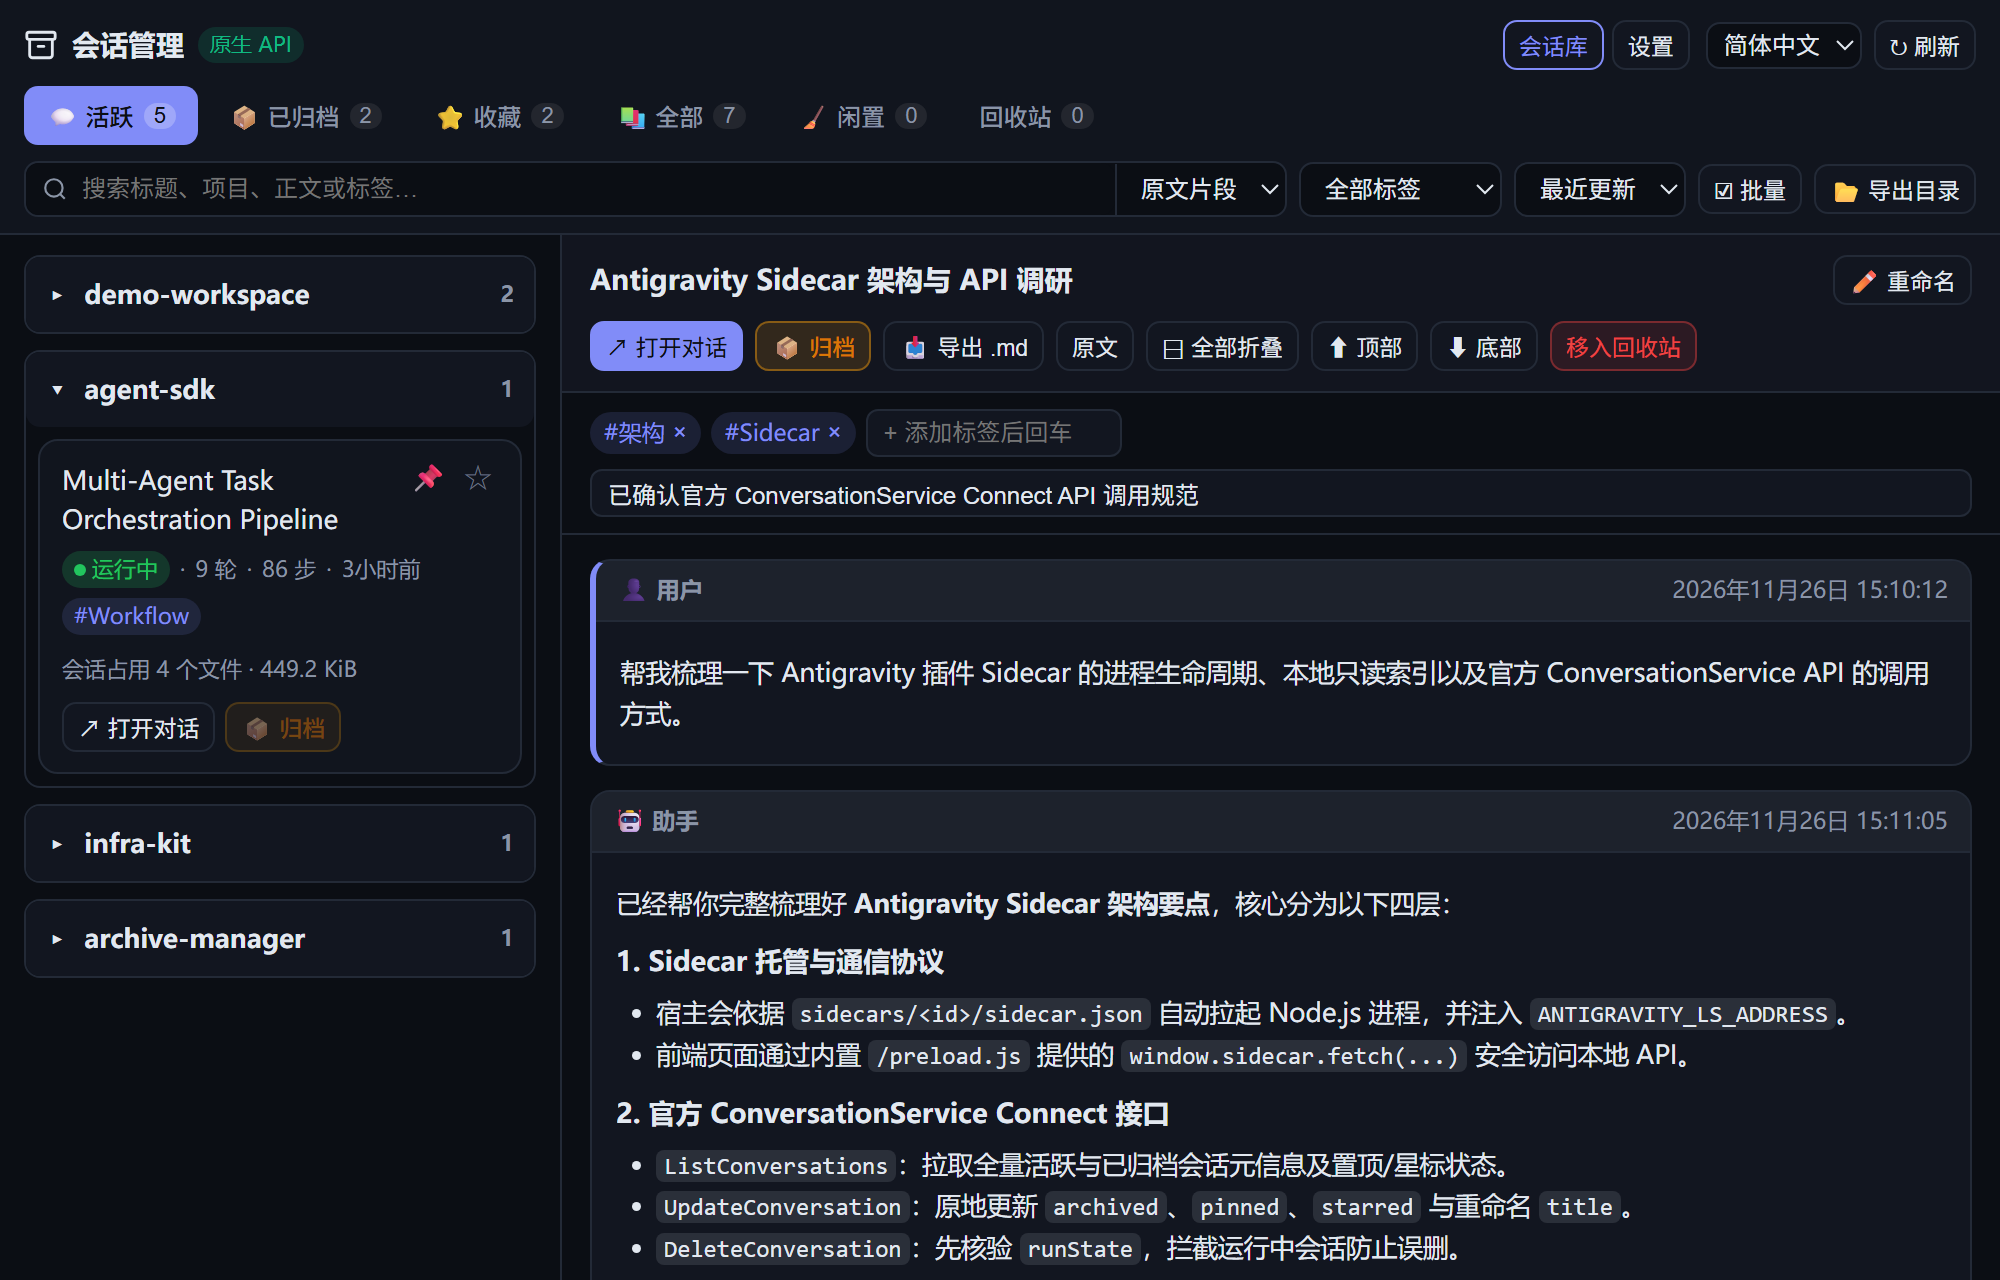 会话管理 原生 API
会话库 设置 简体中文 ↻ 刷新
活跃 5 已归档 2 收藏 2 全部 7 闲置 0 回收站 0
搜索标题、项目、正文或标签… 原文片段 全部标签 最近更新 ☑ 批量 导出目录
▸ demo-workspace 2
▾ agent-sdk 1
Multi-Agent Task
Orchestration Pipeline
运行中 · 9 轮 · 86 步 · 3小时前
#Workflow
会话占用 4 个文件 · 449.2 KiB
↗ 打开对话 归档
▸ infra-kit 1
▸ archive-manager 1
Antigravity Sidecar 架构与 API 调研
重命名
↗ 打开对话 归档 导出 .md 原文 ⊟ 全部折叠 ⬆ 顶部 ⬇ 底部 移入回收站
#架构 × #Sidecar × + 添加标签后回车
已确认官方 ConversationService Connect API 调用规范
用户 2026年11月26日 15:10:12
帮我梳理一下 Antigravity 插件 Sidecar 的进程生命周期、本地只读索引以及官方 ConversationService API 的调用
方式。
助手 2026年11月26日 15:11:05
已经帮你完整梳理好 Antigravity Sidecar 架构要点，核心分为以下四层：
1. Sidecar 托管与通信协议
• 宿主会依据 sidecars/<id>/sidecar.json 自动拉起 Node.js 进程，并注入 ANTIGRAVITY_LS_ADDRESS。
• 前端页面通过内置 /preload.js 提供的 window.sidecar.fetch(...) 安全访问本地 API。
2. 官方 ConversationService Connect 接口
• ListConversations：拉取全量活跃与已归档会话元信息及置顶/星标状态。
• UpdateConversation：原地更新 archived、pinned、starred 与重命名 title。
• DeleteConversation：先核验 runState，拦截运行中会话防止误删。